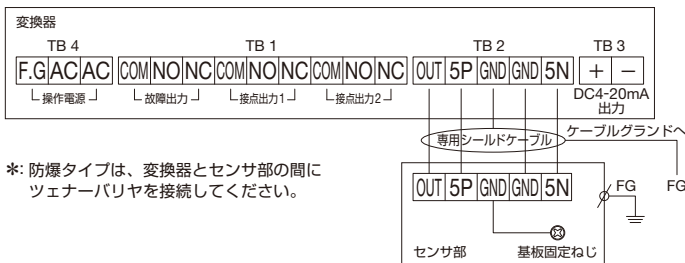 変換器
TB 4 TB 1 TB 2 TB 3
F.G AC AC COM NO NC COM NO NC COM NO NC OUT 5P GND GND 5N + −
操作電源 故障出力 接点出力1 接点出力2 DC4-20mA
出力
専用シールドケーブル ケーブルグランドへ
*: 防爆タイプは、変換器とセンサ部の間に
ツェナーバリヤを接続してください。
OUT 5P GND GND 5N FG FG
センサ部 基板固定ねじ